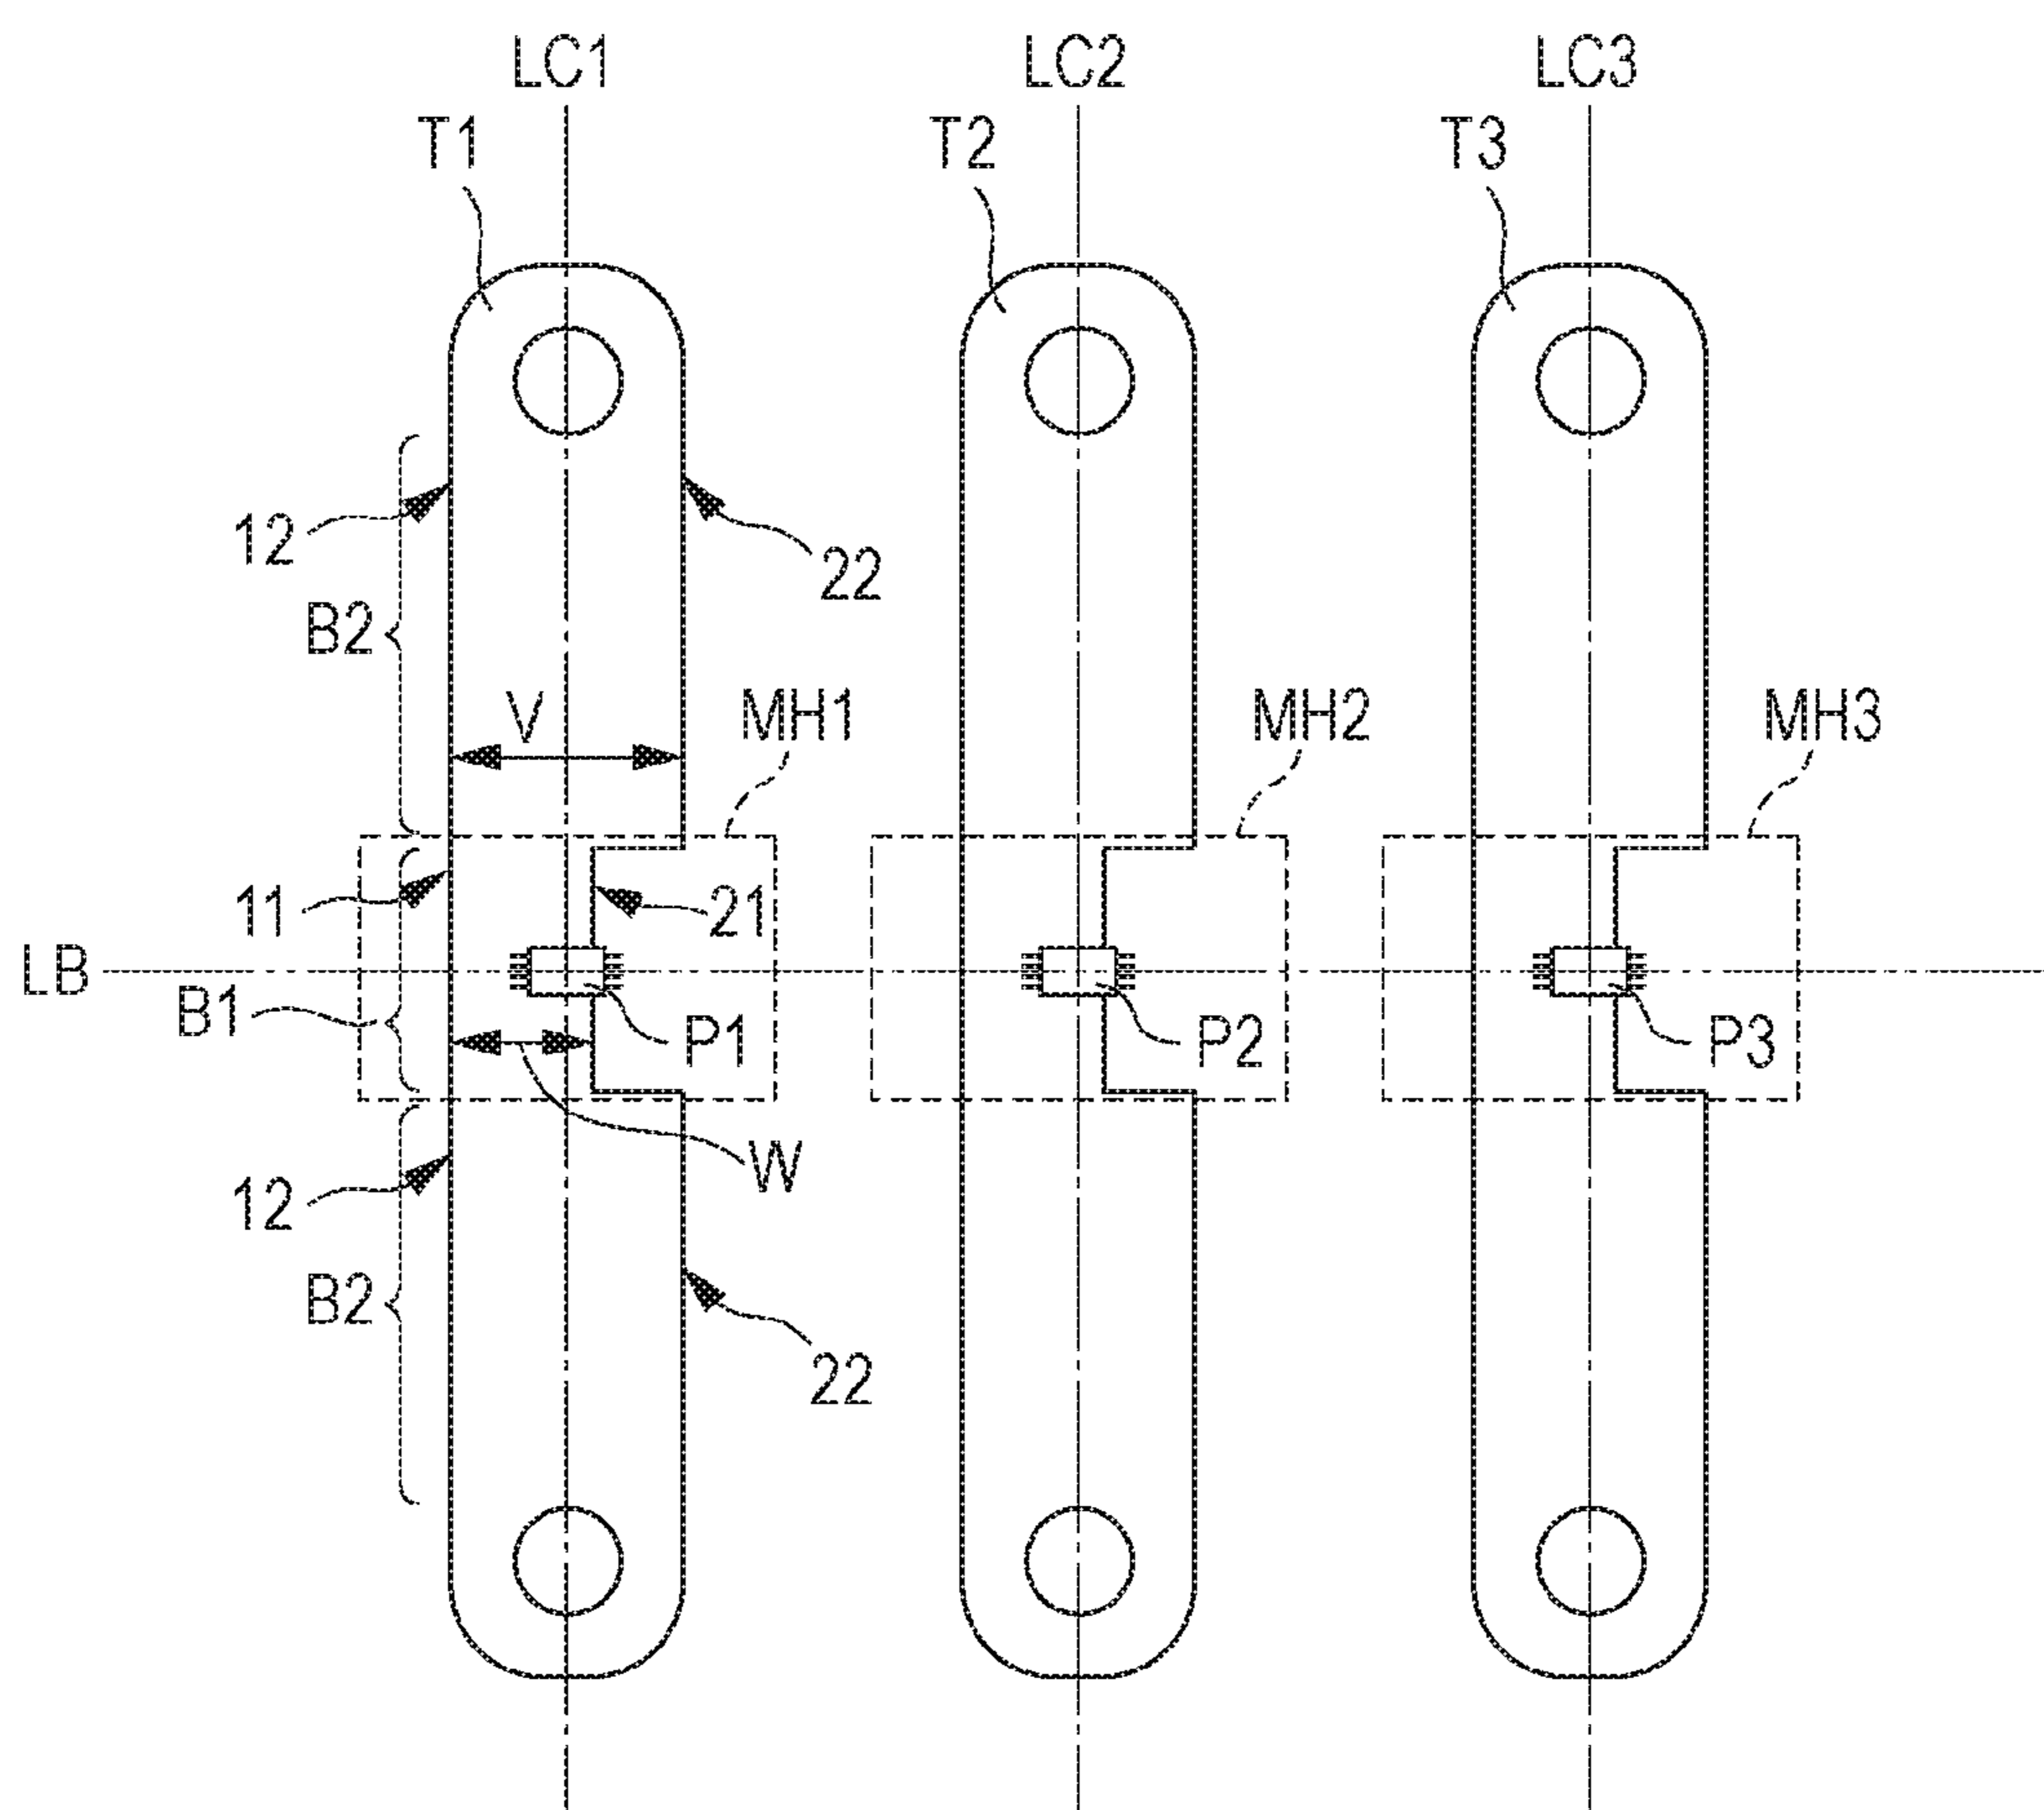 LC1 LC2 LC3
T1 T2 T3
12 22
B2
V MH1 MH2 MH3
11 21
LB
B1 P1 P2 P3
12 W
B2
22